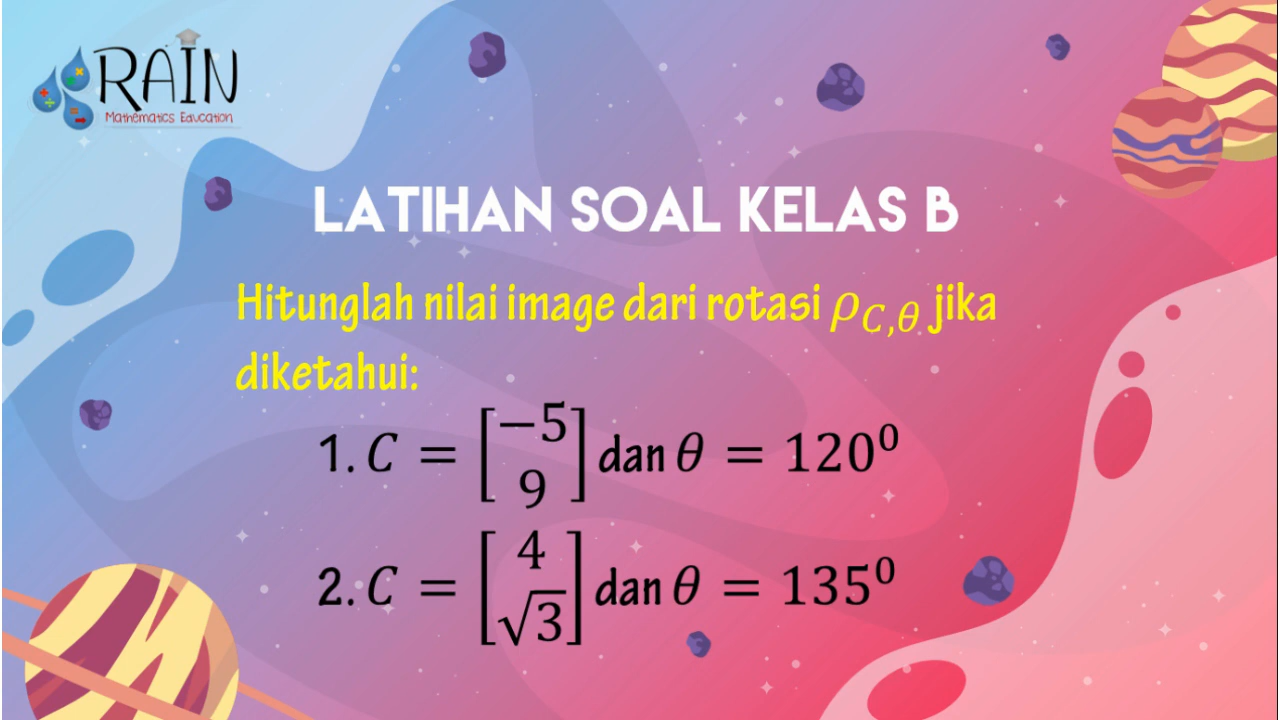 RAIN
Mathematics Education
LATIHAN SOAL KELAS B
Hitunglah nilai image dari rotasi ρ_{C,θ} jika
diketahui:
1. C = [−5 9] dan θ = 120⁰
2. C = [4 √3] dan θ = 135⁰